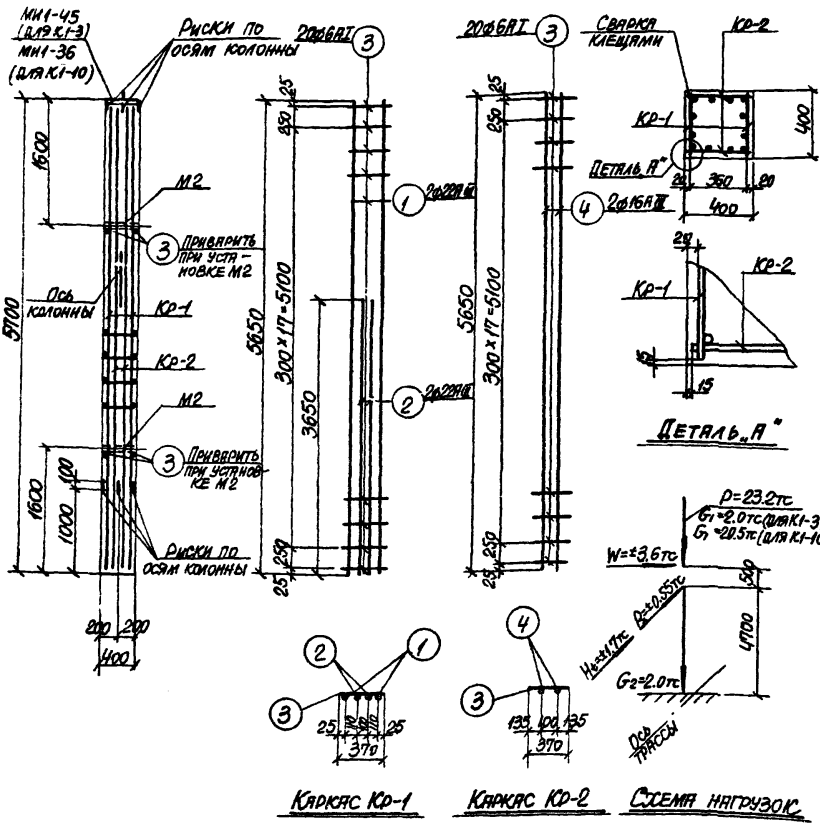 МН1-45
(для К1-3)
МН1-36
(для К1-10)
Риски по
осям колонны
1600
М2
3
Приварить
при уста-
новке М2
Ось
колонны
КР-1
КР-2
М2
3
Приварить
при установ-
ке М2
5700
1600
100
1000
Риски по
осям колонны
200
200
400
20ф6АI
3
25
250
5650
300×17=5100
1
2ф22АIII
3650
2
2ф22АIII
250
25
20ф6АI
3
25
250
5650
300×17=5100
4
2ф16АIII
250
25
Сварка
клещами
КР-2
КР-1
Деталь „А"
400
20
360
20
400
20
КР-2
КР-1
15
Деталь „А"
P=23.2тс
G1=2.0тс (для К1-3
G1=20.5тс (для К1-10
W=±3.6тс
500
4700
G2=2.0тс
Ось
трассы
2
1
3
25
110
110
25
370
Каркас КР-1
4
3
135
100
135
370
Каркас КР-2
Схема нагрузок